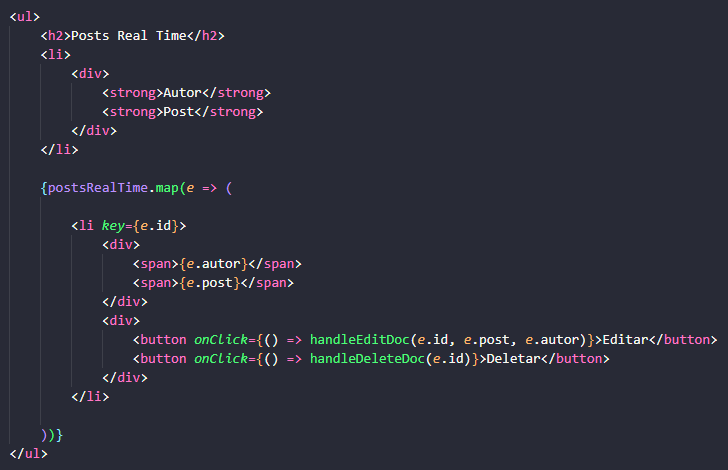 <ul>
    <h2>Posts Real Time</h2>
    <li>
        <div>
            <strong>Autor</strong>
            <strong>Post</strong>
        </div>
    </li>

    {postsRealTime.map(e => (

        <li key={e.id}>
            <div>
                <span>{e.autor}</span>
                <span>{e.post}</span>
            </div>
            <div>
                <button onClick={() => handleEditDoc(e.id, e.post, e.autor)}>Editar</button>
                <button onClick={() => handleDeleteDoc(e.id)}>Deletar</button>
            </div>
        </li>

    ))}
</ul>